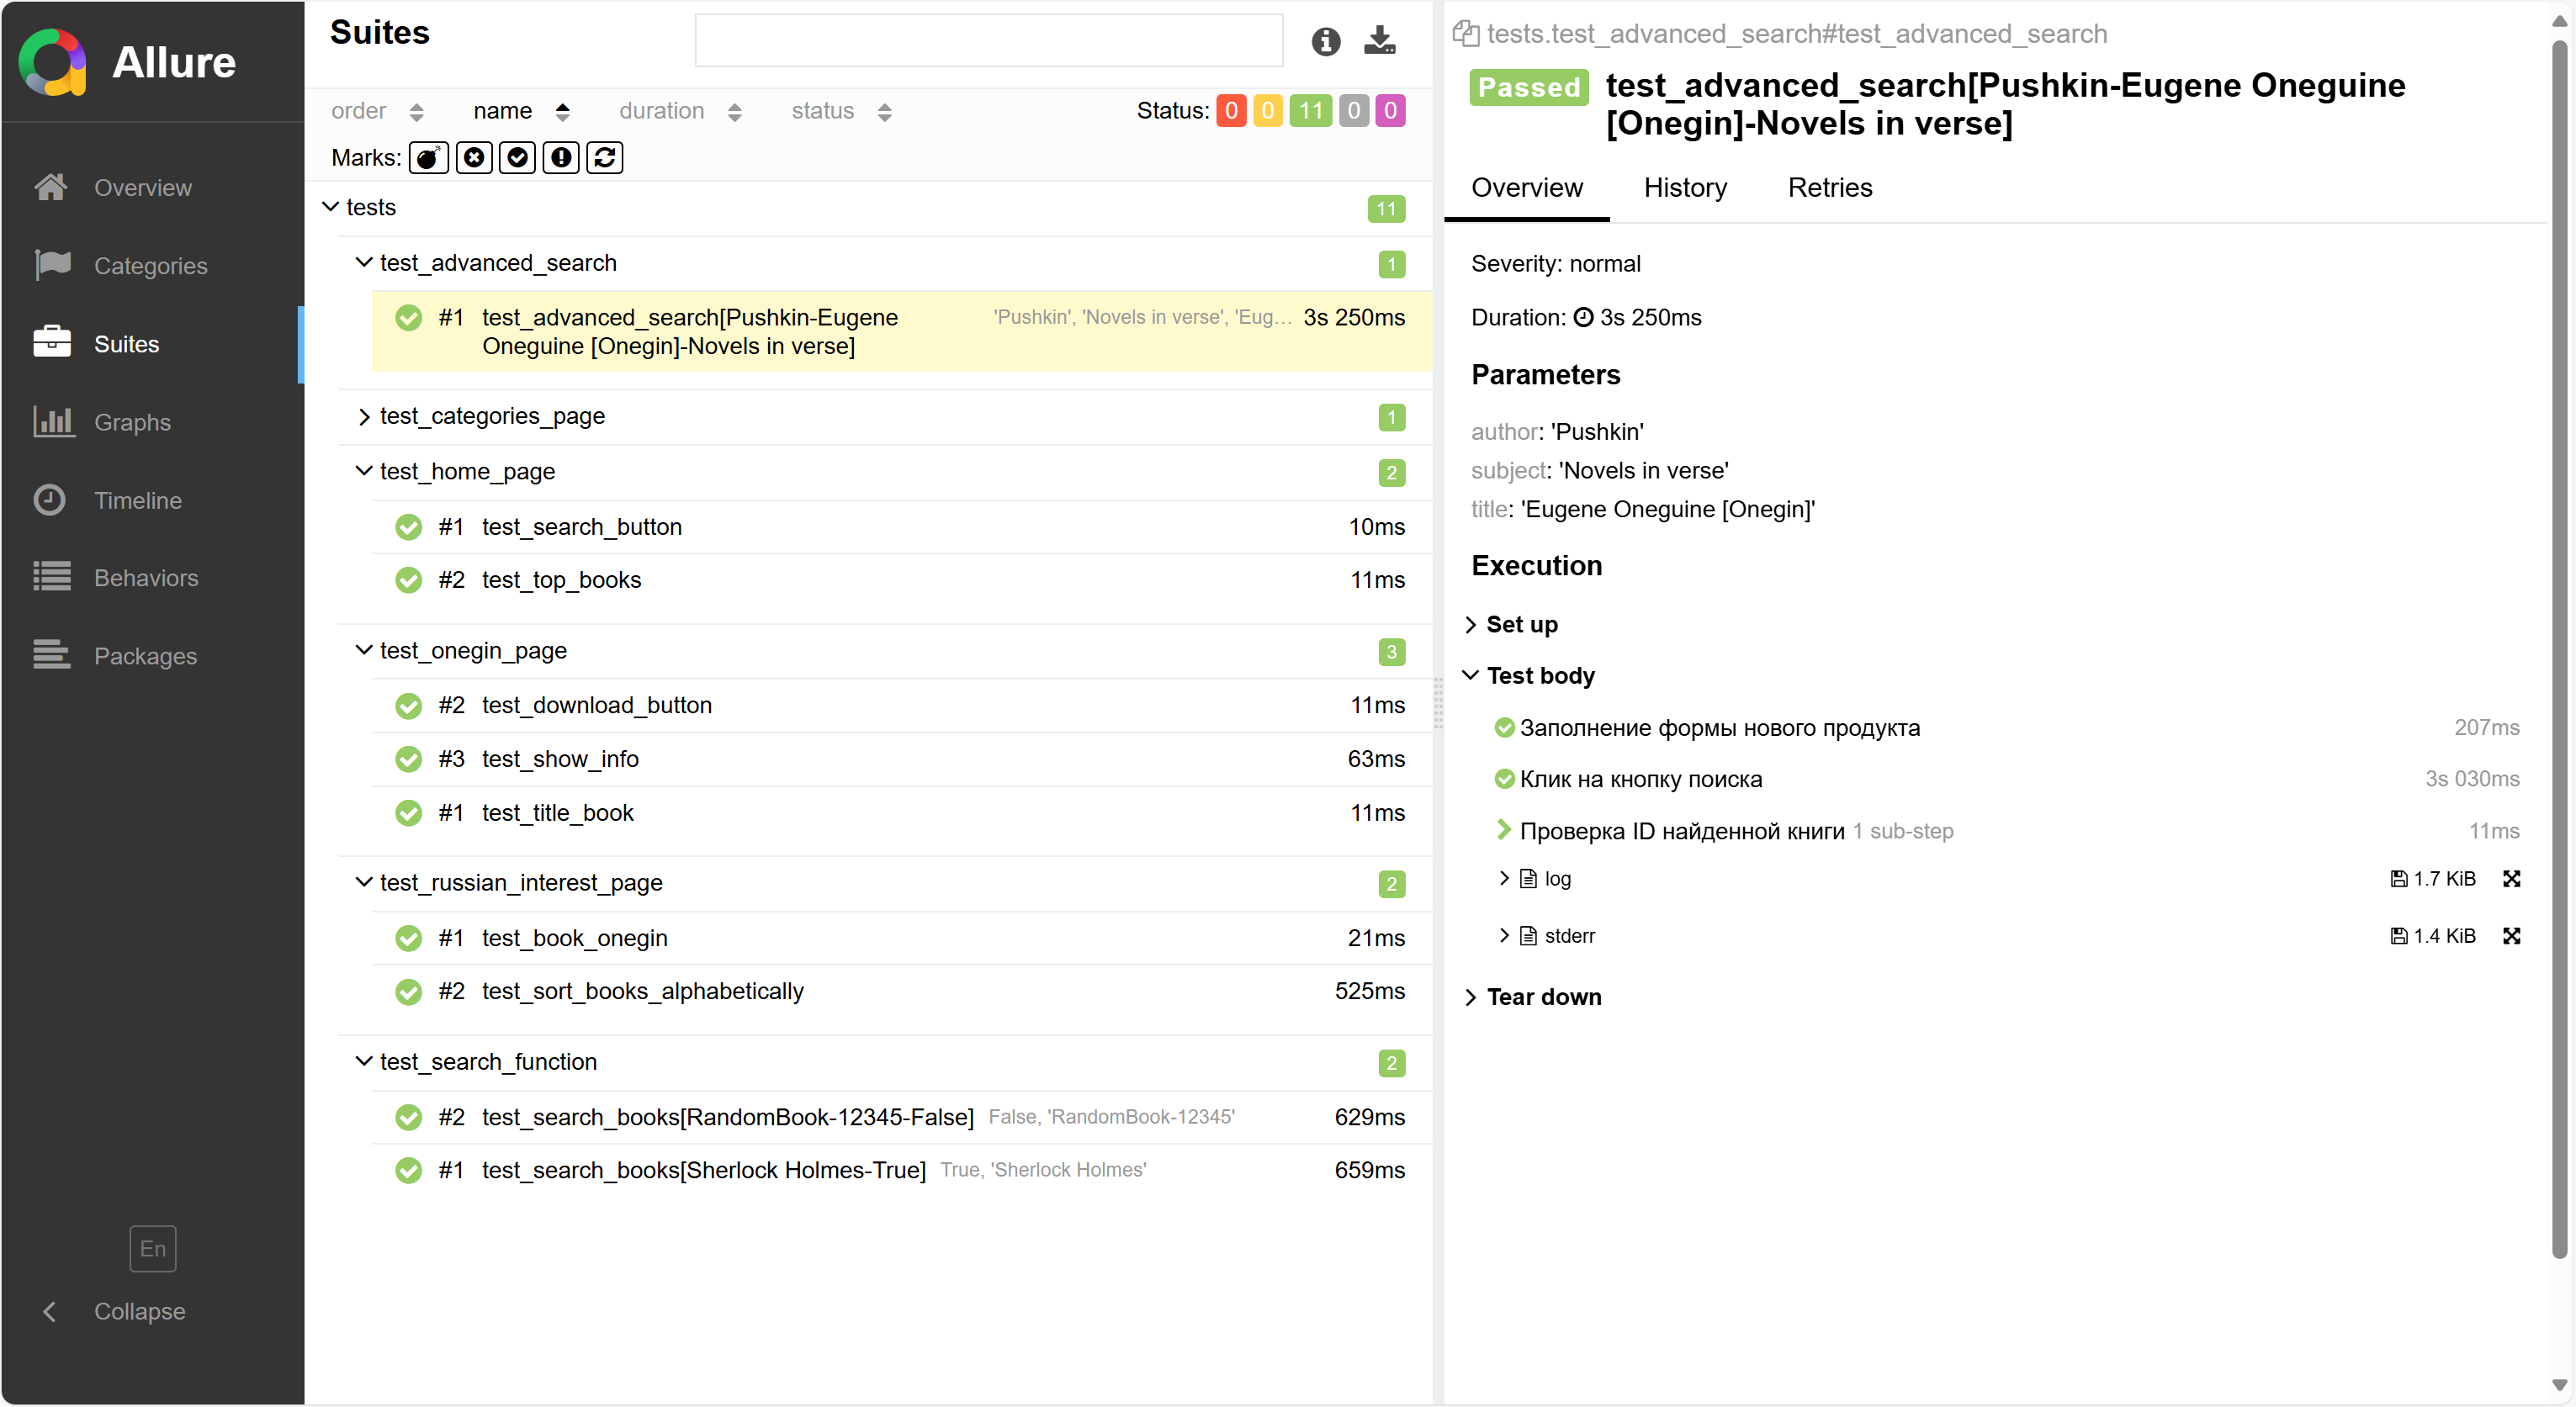 Allure
Overview
Categories
Suites
Graphs
Timeline
Behaviors
Packages
En
Collapse
Suites
order name duration status Status: 0 0 11 0 0
Marks:
tests 11
test_advanced_search 1
#1 test_advanced_search[Pushkin-Eugene 'Pushkin', 'Novels in verse', 'Eug... 3s 250ms
Oneguine [Onegin]-Novels in verse]
test_categories_page 1
test_home_page 2
#1 test_search_button 10ms
#2 test_top_books 11ms
test_onegin_page 3
#2 test_download_button 11ms
#3 test_show_info 63ms
#1 test_title_book 11ms
test_russian_interest_page 2
#1 test_book_onegin 21ms
#2 test_sort_books_alphabetically 525ms
test_search_function 2
#2 test_search_books[RandomBook-12345-False] False, 'RandomBook-12345' 629ms
#1 test_search_books[Sherlock Holmes-True] True, 'Sherlock Holmes' 659ms
tests.test_advanced_search#test_advanced_search
Passed test_advanced_search[Pushkin-Eugene Oneguine
[Onegin]-Novels in verse]
Overview History Retries
Severity: normal
Duration: 3s 250ms
Parameters
author: 'Pushkin'
subject: 'Novels in verse'
title: 'Eugene Oneguine [Onegin]'
Execution
Set up
Test body
Заполнение формы нового продукта 207ms
Клик на кнопку поиска 3s 030ms
Проверка ID найденной книги 1 sub-step 11ms
log 1.7 KiB
stderr 1.4 KiB
Tear down